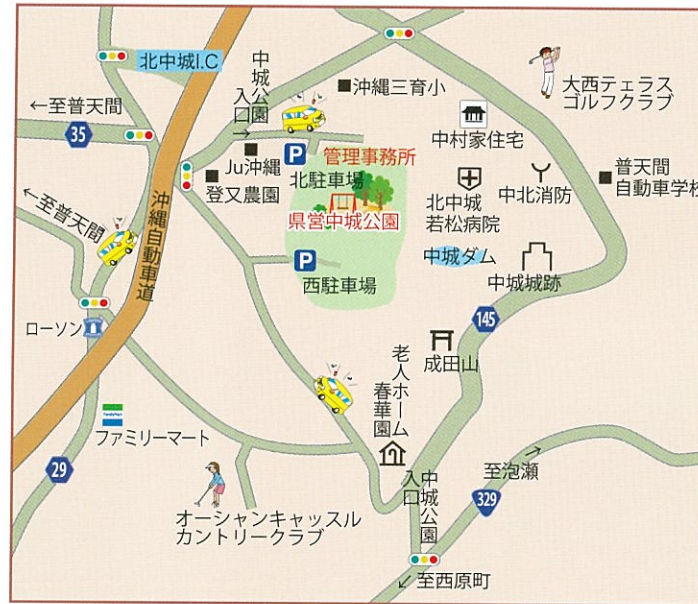 北中城I.C
中城公園
入口
→
沖縄三育小
大西テェラス
ゴルフクラブ
←至普天間
35
中村家住宅
Ju沖縄
登又農園
P
北駐車場
管理事務所
県営中城公園
北中城
若松病院
中北消防
普天間
自動車学校
←至普天間
沖縄自動車道
P
西駐車場
中城ダム
中城城跡
145
ローソン
成田山
老人ホーム
春華園
FamilyMart
ファミリーマート
29
オーシャンキャッスル
カントリークラブ
中城公園
入口
→
至泡瀬
329
↙至西原町